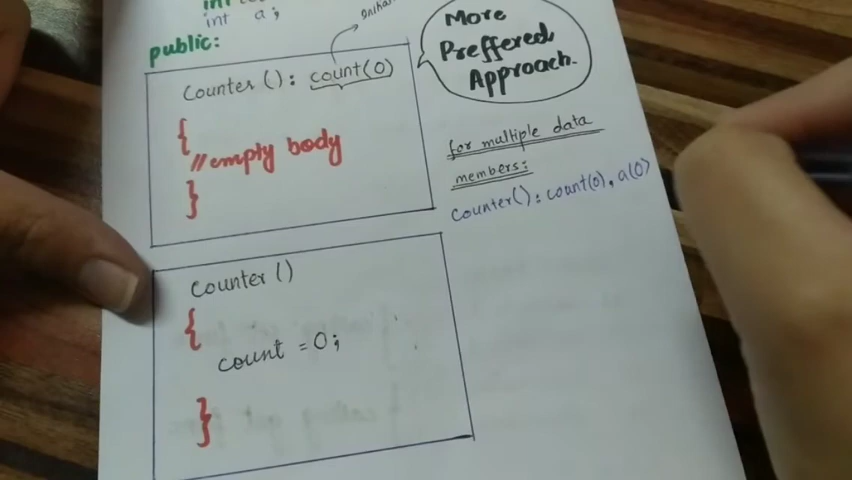 int
int a;
public:
Counter (): count(0)
{
//empty body
}
More
Preffered
Approach.
for multiple data
members:
Counter(): count(0), a(0)
Counter ()
{
count = 0;
}